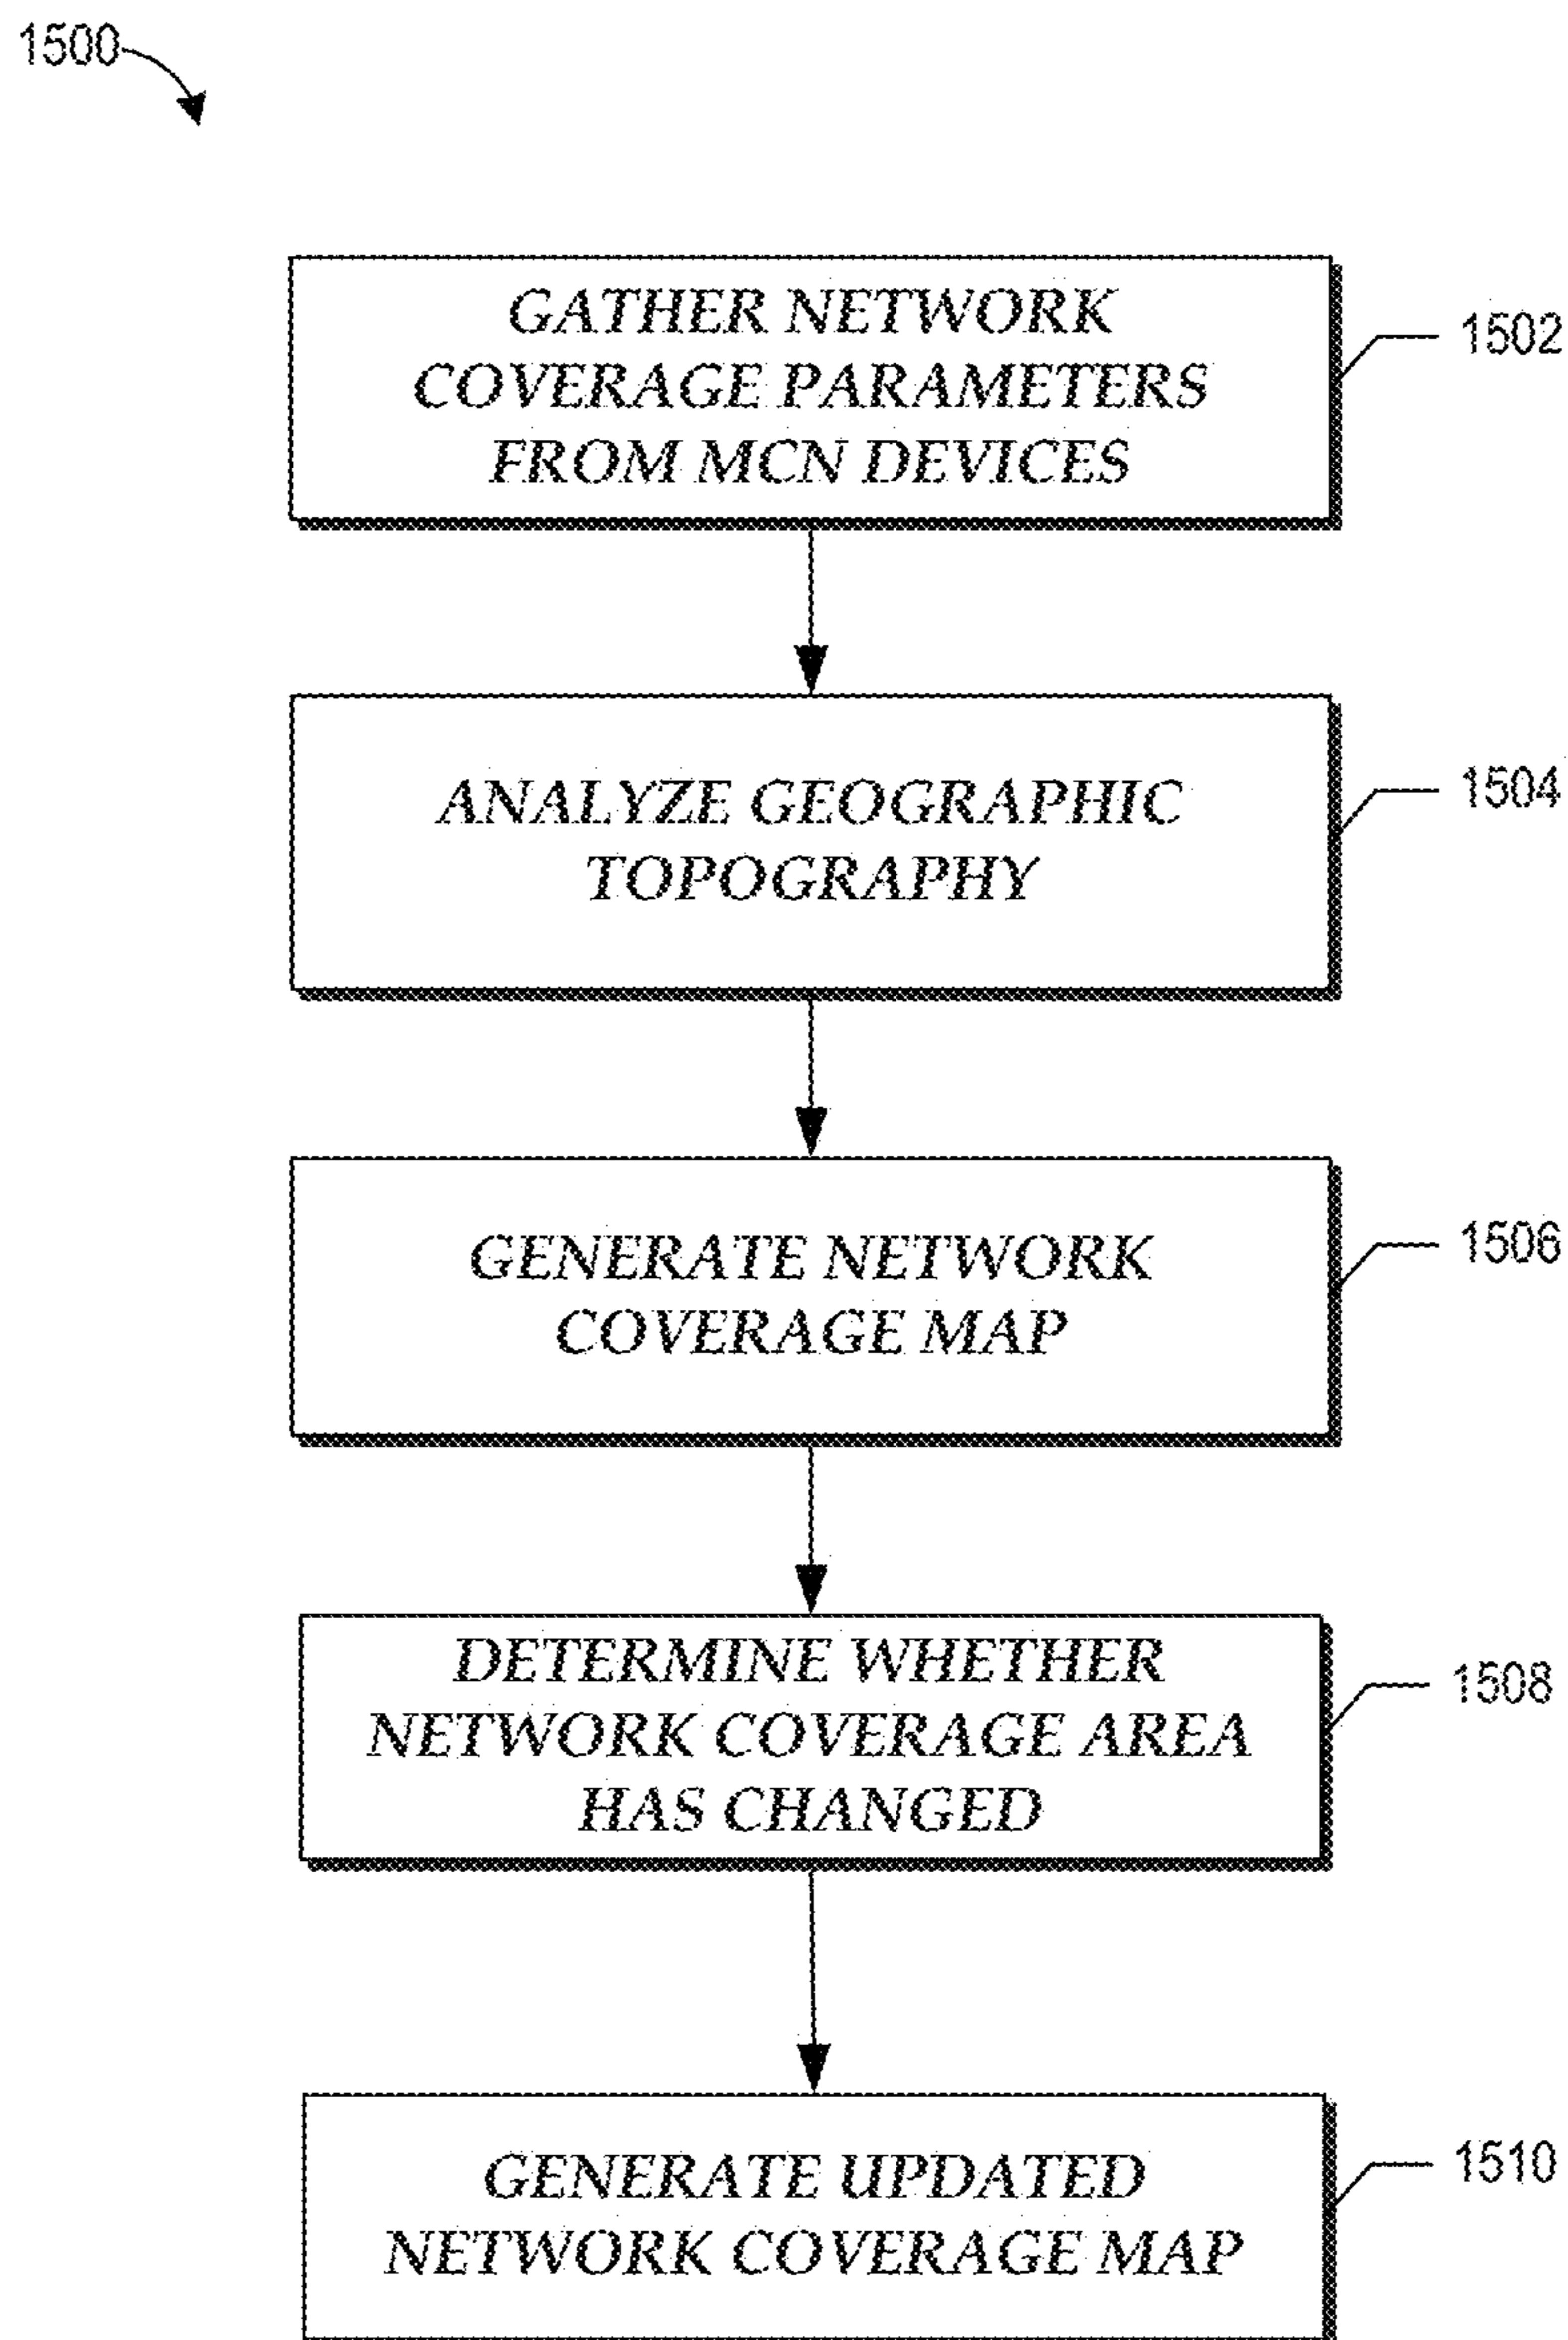 1500
GATHER NETWORK
COVERAGE PARAMETERS
FROM MCN DEVICES
1502
ANALYZE GEOGRAPHIC
TOPOGRAPHY
1504
GENERATE NETWORK
COVERAGE MAP
1506
DETERMINE WHETHER
NETWORK COVERAGE AREA
HAS CHANGED
1508
GENERATE UPDATED
NETWORK COVERAGE MAP
1510